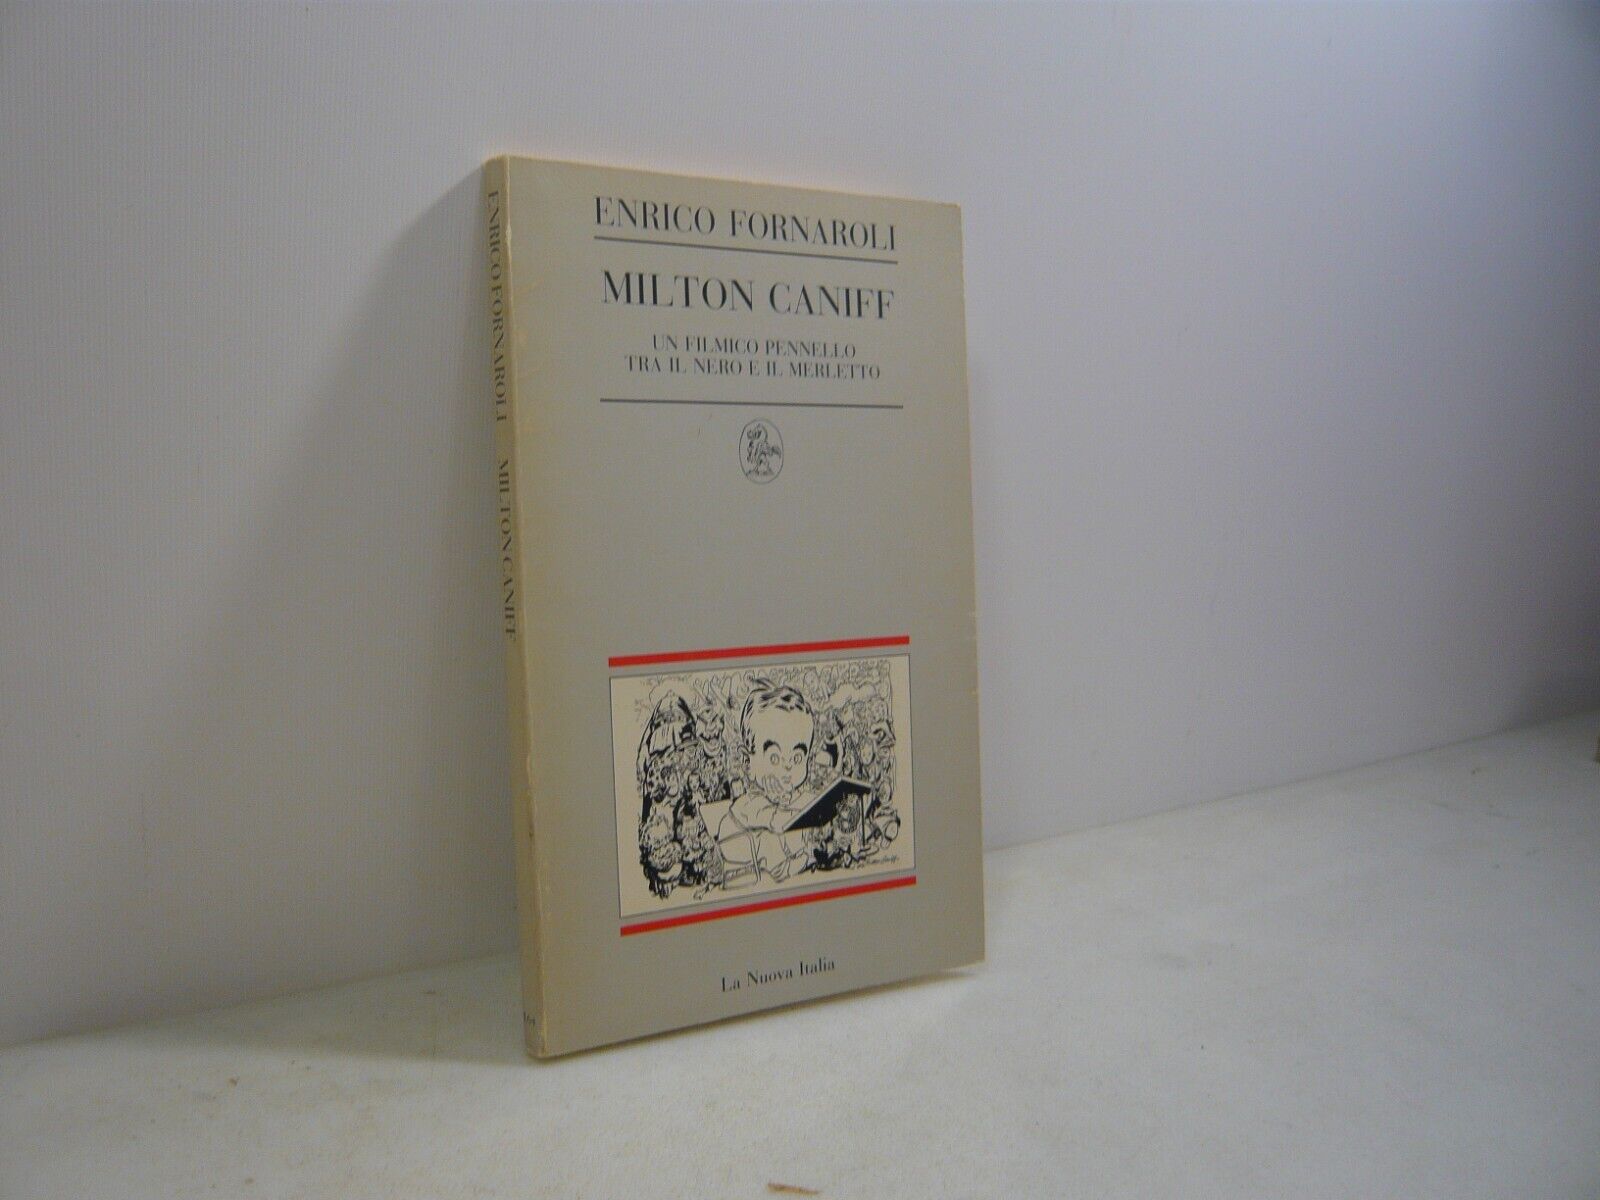 ENRICO FORNAROLI
MILTON CANIFF
UN FILMICO PENNELLO
TRA IL NERO E IL MERLETTO
La Nuova Italia
ENRICO FORNAROLI MILTON CANIFF